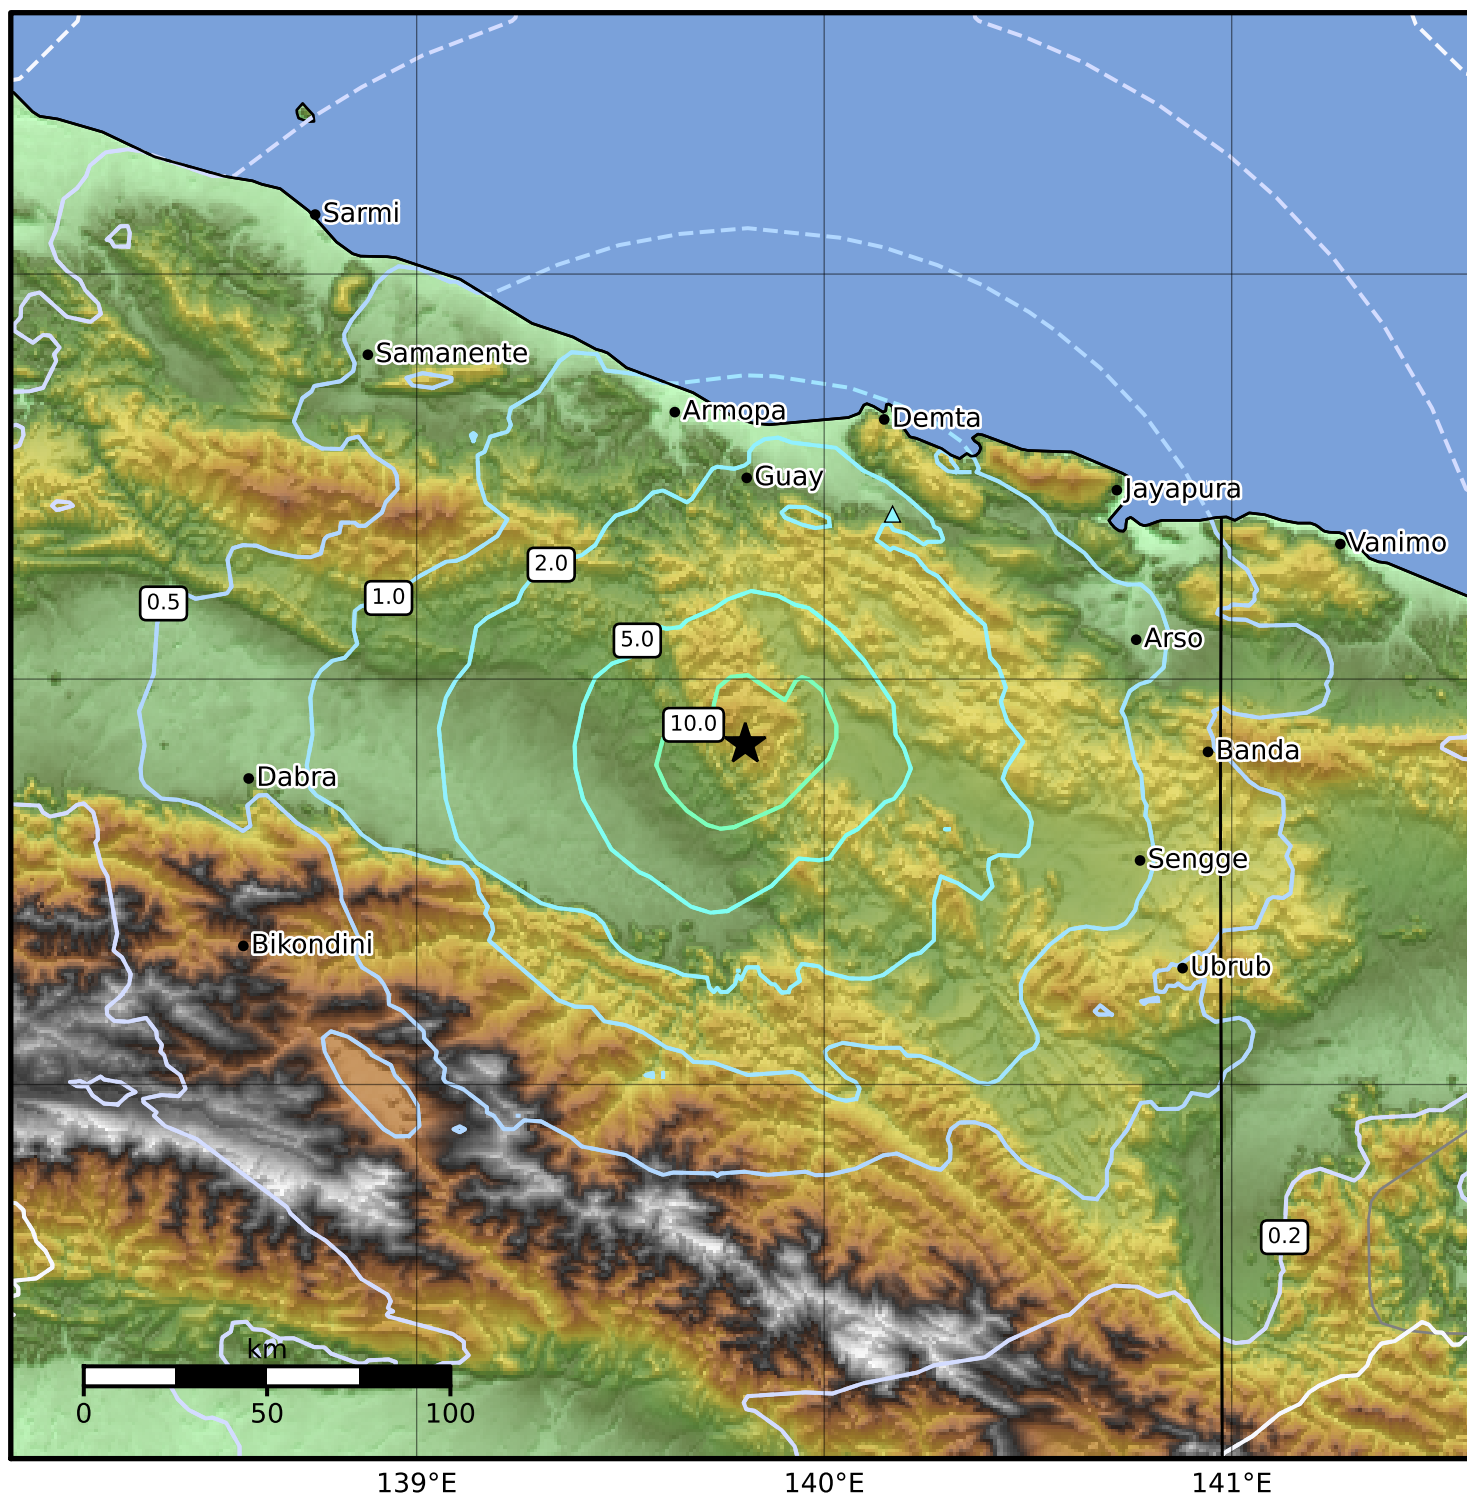 Sarmi
Samanente
Armopa
Demta
Guay
Jayapura
Vanimo
2.0
1.0
0.5
5.0
Arso
10.0
Banda
Dabra
Sengge
Bikondini
Ubrub
0.2
km
0 50 100
139°E 140°E 141°E